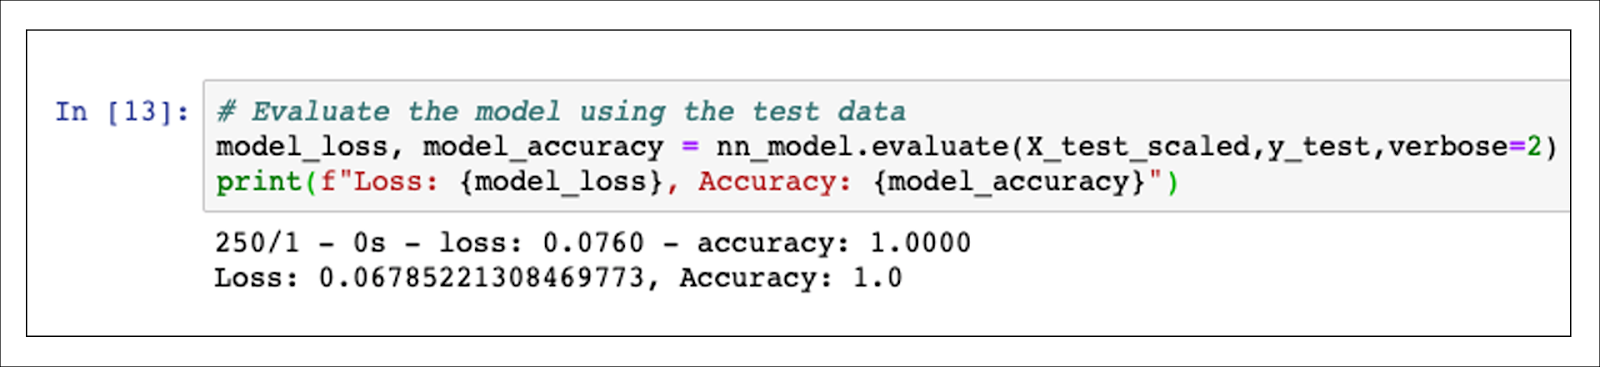 In [13]: # Evaluate the model using the test data
model_loss, model_accuracy = nn_model.evaluate(X_test_scaled,y_test,verbose=2)
print(f"Loss: {model_loss}, Accuracy: {model_accuracy}")
250/1 - 0s - loss: 0.0760 - accuracy: 1.0000
Loss: 0.06785221308469773, Accuracy: 1.0